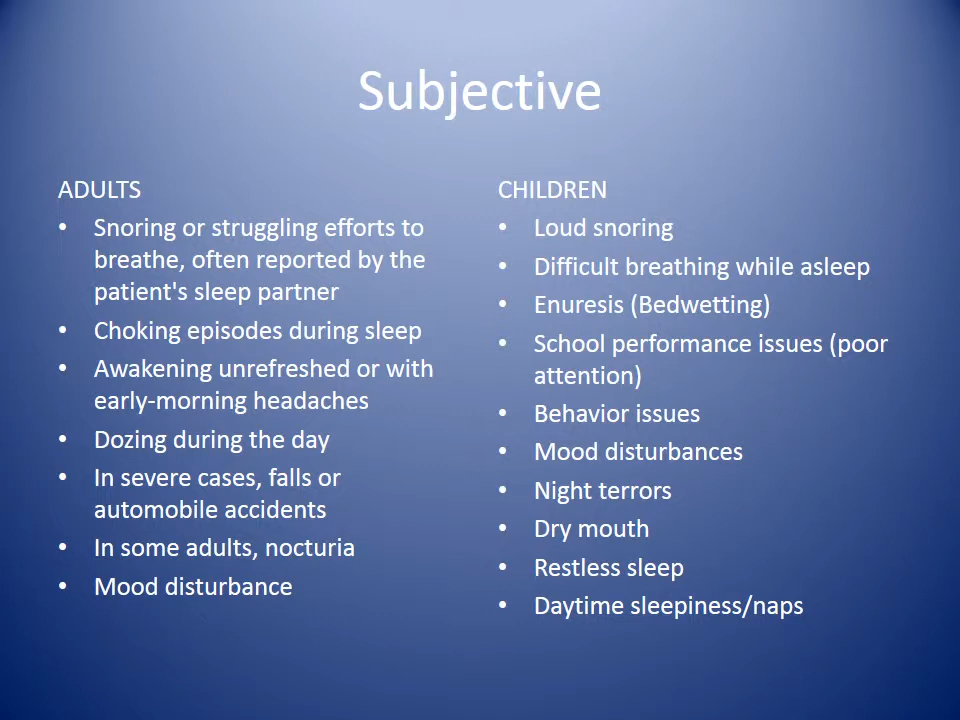 Subjective
ADULTS
• Snoring or struggling efforts to
breathe, often reported by the
patient's sleep partner
• Choking episodes during sleep
• Awakening unrefreshed or with
early-morning headaches
• Dozing during the day
• In severe cases, falls or
automobile accidents
• In some adults, nocturia
• Mood disturbance
CHILDREN
• Loud snoring
• Difficult breathing while asleep
• Enuresis (Bedwetting)
• School performance issues (poor
attention)
• Behavior issues
• Mood disturbances
• Night terrors
• Dry mouth
• Restless sleep
• Daytime sleepiness/naps